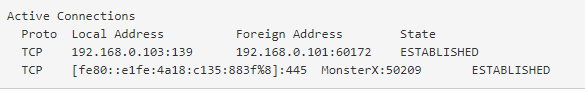 Active Connections
Proto Local Address Foreign Address State
TCP 192.168.0.103:139 192.168.0.101:60172 ESTABLISHED
TCP [fe80::e1fe:4a18:c135:883f%8]:445 MonsterX:50209 ESTABLISHED